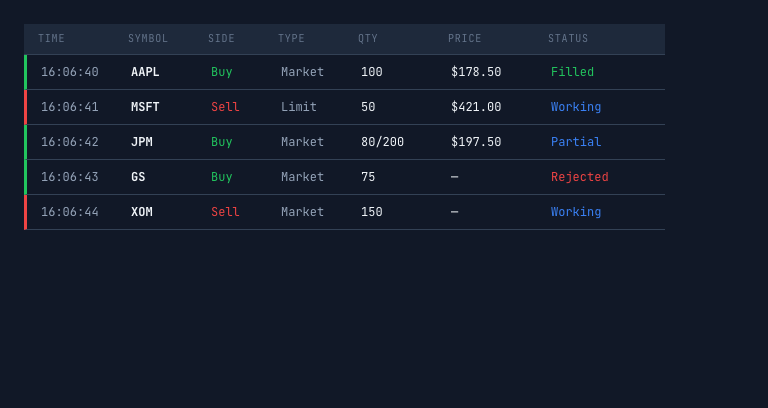 TIME SYMBOL SIDE TYPE QTY PRICE STATUS
16:06:40 AAPL Buy Market 100 $178.50 Filled
16:06:41 MSFT Sell Limit 50 $421.00 Working
16:06:42 JPM Buy Market 80/200 $197.50 Partial
16:06:43 GS Buy Market 75 — Rejected
16:06:44 XOM Sell Market 150 — Working